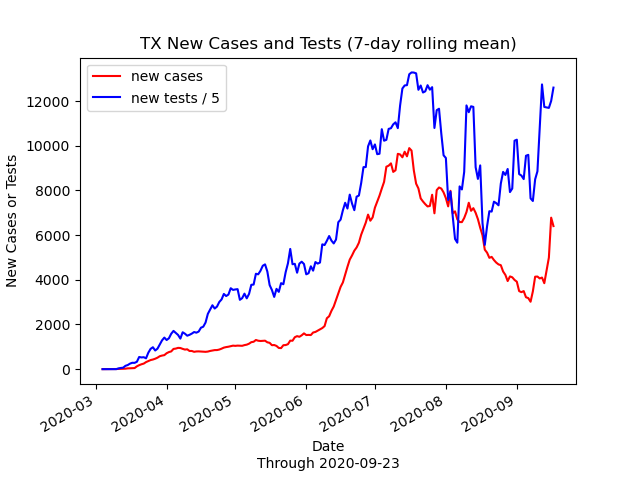 TX New Cases and Tests (7-day rolling mean)
new cases
new tests / 5
12000
10000
8000
6000
4000
2000
0
New Cases or Tests
2020-03
2020-04
2020-05
2020-06
2020-07
2020-08
2020-09
Date
Through 2020-09-23